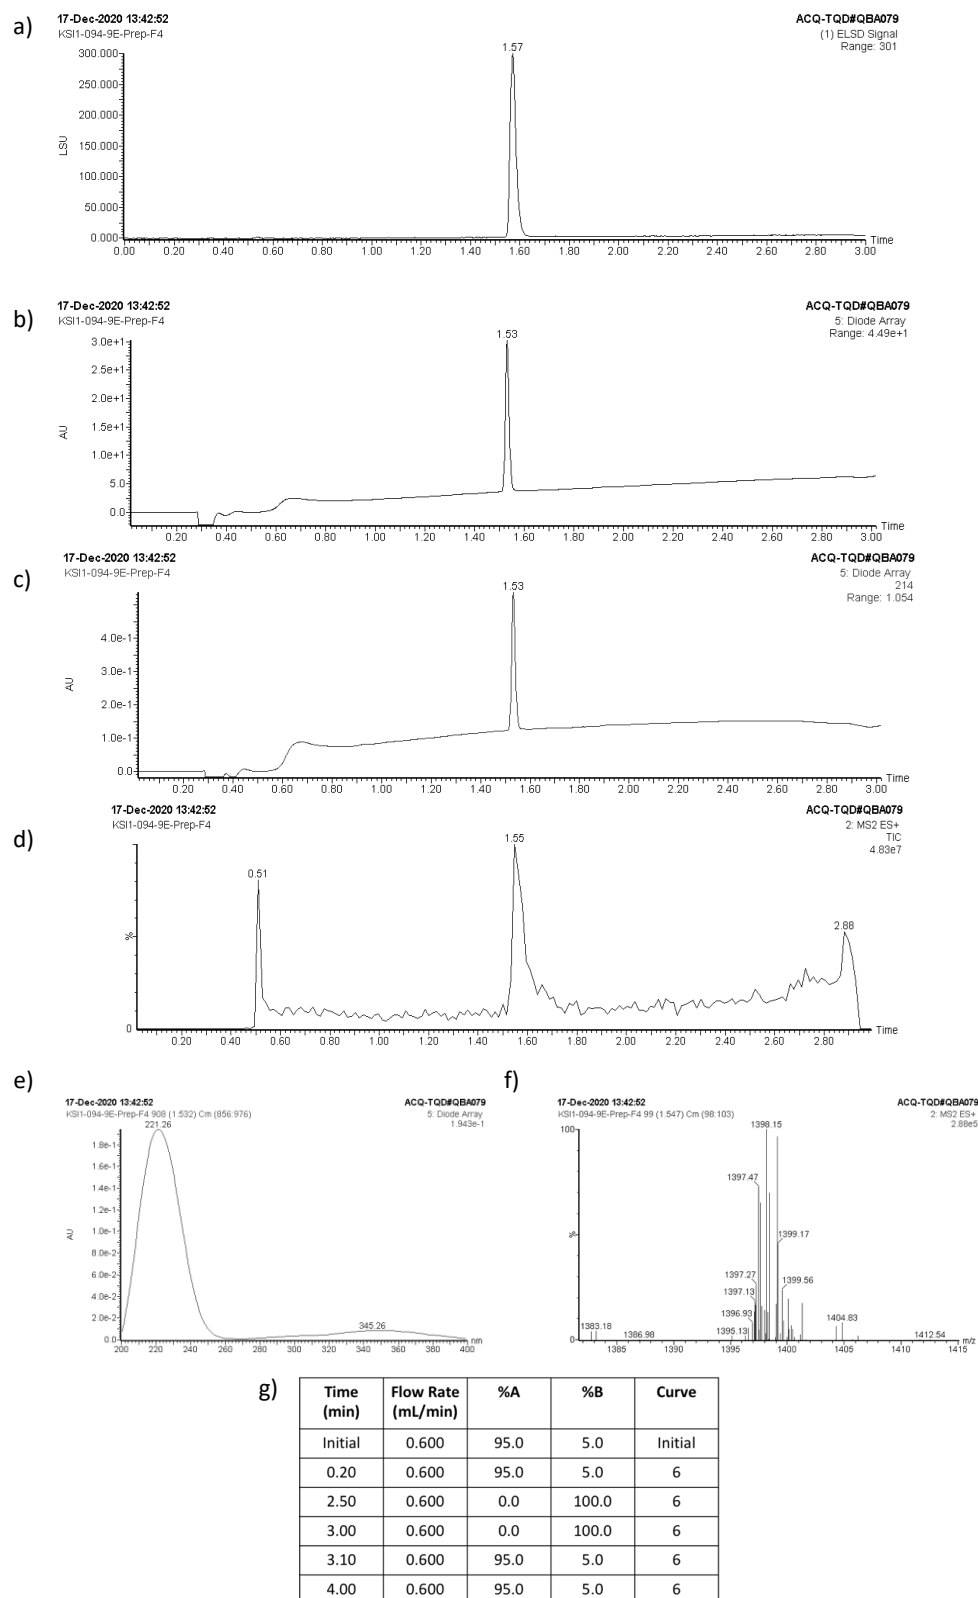 a)
17-Dec-2020 13:42:52 ACQ-TQD#QBA079
KSI1-094-9E-Prep-F4 (1) ELSD Signal
Range: 301
1.57
300.000
250.000
200.000
150.000
100.000
50.000
0.000
LSU
0.00 0.20 0.40 0.60 0.80 1.00 1.20 1.40 1.60 1.80 2.00 2.20 2.40 2.60 2.80 3.00 Time
b)
17-Dec-2020 13:42:52 ACQ-TQD#QBA079
KSI1-094-9E-Prep-F4 5: Diode Array
Range: 4.49e+1
1.53
3.0e+1
2.5e+1
2.0e+1
1.5e+1
1.0e+1
5.0
0.0
AU
0.20 0.40 0.60 0.80 1.00 1.20 1.40 1.60 1.80 2.00 2.20 2.40 2.60 2.80 3.00 Time
c)
17-Dec-2020 13:42:52 ACQ-TQD#QBA079
KSI1-094-9E-Prep-F4 5: Diode Array
214
Range: 1.054
1.53
4.0e-1
3.0e-1
2.0e-1
1.0e-1
0.0
AU
0.20 0.40 0.60 0.80 1.00 1.20 1.40 1.60 1.80 2.00 2.20 2.40 2.60 2.80 3.00 Time
d)
17-Dec-2020 13:42:52 ACQ-TQD#QBA079
KSI1-094-9E-Prep-F4 2: MS2 ES+
TIC
4.83e7
1.55
0.51
2.88
%
0
0.20 0.40 0.60 0.80 1.00 1.20 1.40 1.60 1.80 2.00 2.20 2.40 2.60 2.80 Time
e)
17-Dec-2020 13:42:52 ACQ-TQD#QBA079
KSI1-094-9E-Prep-F4 908 (1.532) Cm (856:976) 5: Diode Array
1.943e-1
221.26
1.8e-1
1.6e-1
1.4e-1
1.2e-1
1.0e-1
8.0e-2
6.0e-2
4.0e-2
2.0e-2
0.0
AU
345.26
200 220 240 260 280 300 320 340 360 380 400 nm
f)
17-Dec-2020 13:42:52 ACQ-TQD#QBA079
KSI1-094-9E-Prep-F4 99 (1.547) Cm (98:103) 2: MS2 ES+
2.88e5
100
%
0
1398.15
1397.47
1399.17
1397.27
1399.56
1397.13
1396.93
1404.83
1395.13
1383.18
1386.98
1412.54
1385 1390 1395 1400 1405 1410 1415 m/z
g)
Time (min) Flow Rate (mL/min) %A %B Curve
Initial 0.600 95.0 5.0 Initial
0.20 0.600 95.0 5.0 6
2.50 0.600 0.0 100.0 6
3.00 0.600 0.0 100.0 6
3.10 0.600 95.0 5.0 6
4.00 0.600 95.0 5.0 6